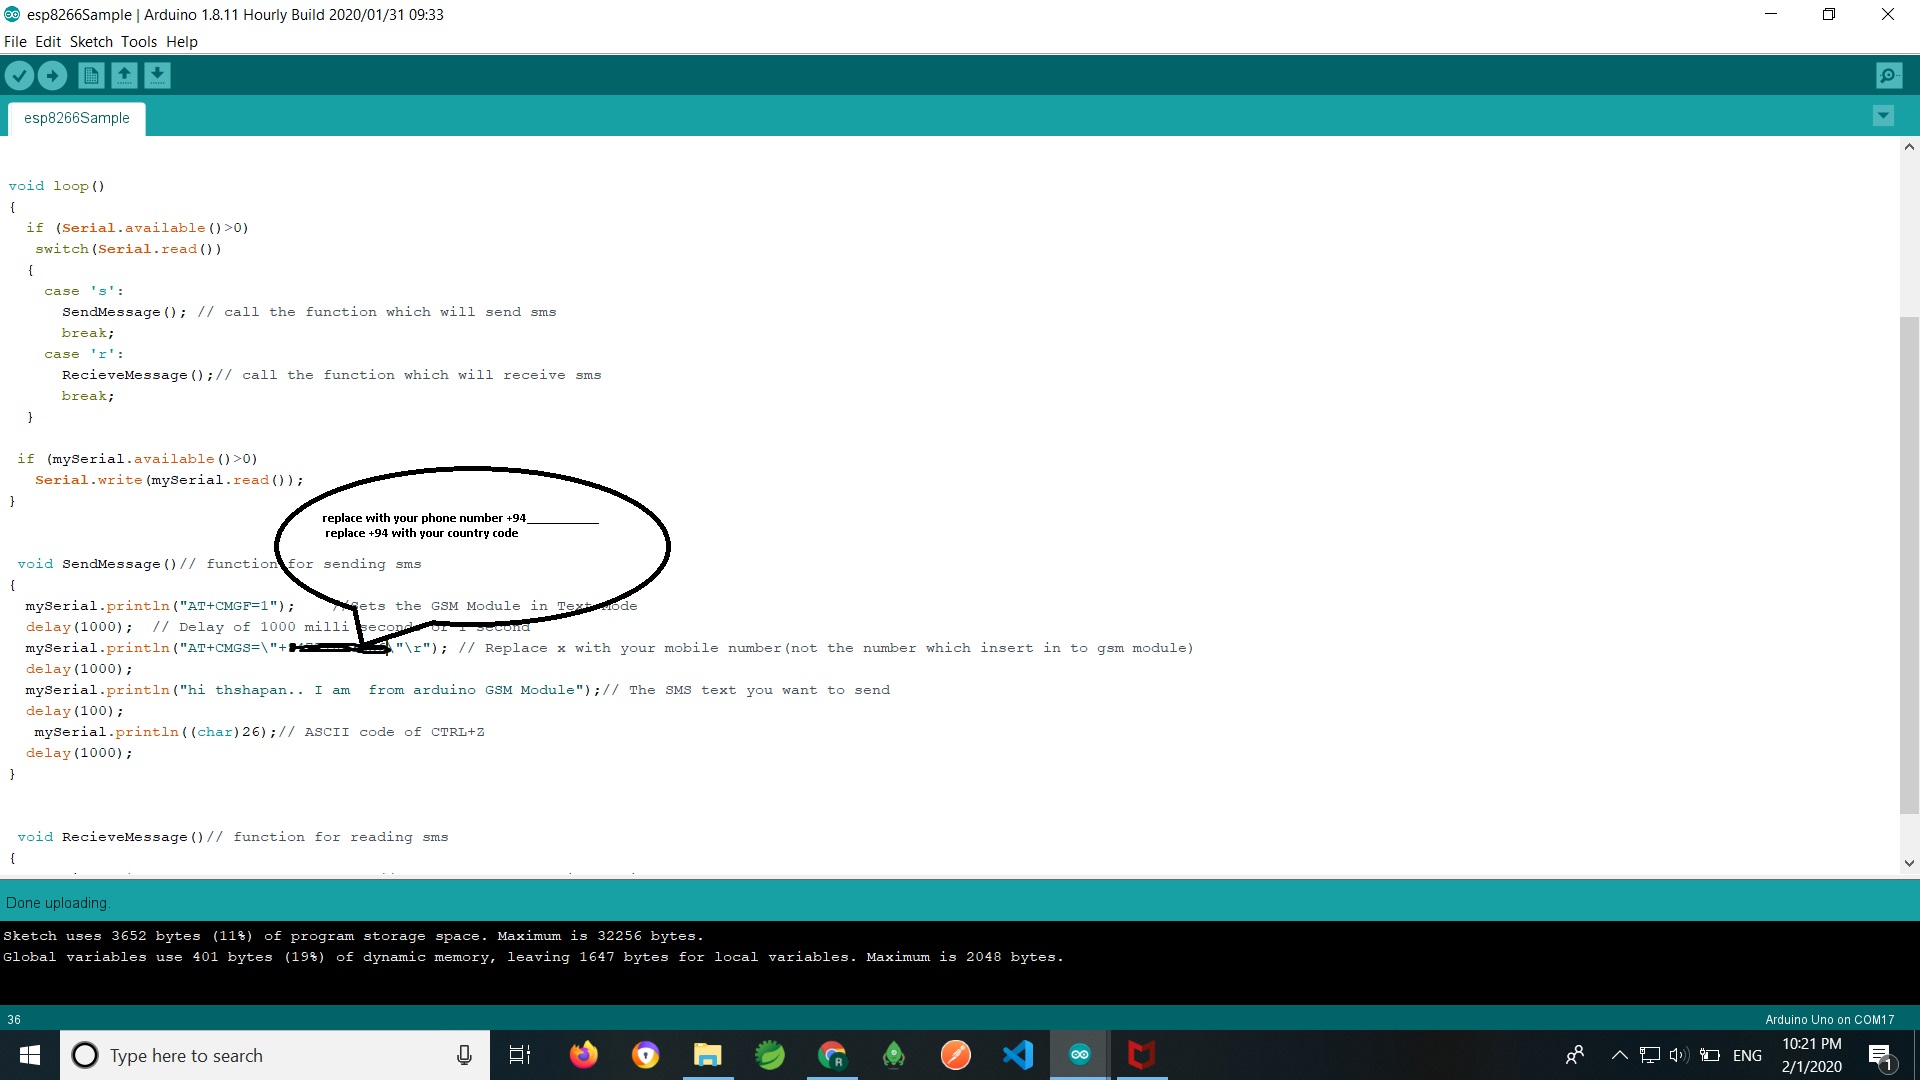 esp8266Sample | Arduino 1.8.11 Hourly Build 2020/01/31 09:33
File Edit Sketch Tools Help
esp8266Sample
void loop()
{
if (Serial.available()>0)
switch(Serial.read())
{
case 's':
SendMessage(); // call the function which will send sms
break;
case 'r':
RecieveMessage();// call the function which will receive sms
break;
}
if (mySerial.available()>0)
Serial.write(mySerial.read());
}
replace with your phone number +94___________
replace +94 with your country code
void SendMessage()// function for sending sms
{
mySerial.println("AT+CMGF=1"); //Sets the GSM Module in Text Mode
delay(1000); // Delay of 1000 milli seconds or 1 second
mySerial.println("AT+CMGS=\"+ \"\r"); // Replace x with your mobile number(not the number which insert in to gsm module)
delay(1000);
mySerial.println("hi thshapan.. I am from arduino GSM Module");// The SMS text you want to send
delay(100);
mySerial.println((char)26);// ASCII code of CTRL+Z
delay(1000);
}
void RecieveMessage()// function for reading sms
{
Done uploading.
Sketch uses 3652 bytes (11%) of program storage space. Maximum is 32256 bytes.
Global variables use 401 bytes (19%) of dynamic memory, leaving 1647 bytes for local variables. Maximum is 2048 bytes.
36
Arduino Uno on COM17
Type here to search
R
ENG
10:21 PM
2/1/2020
1